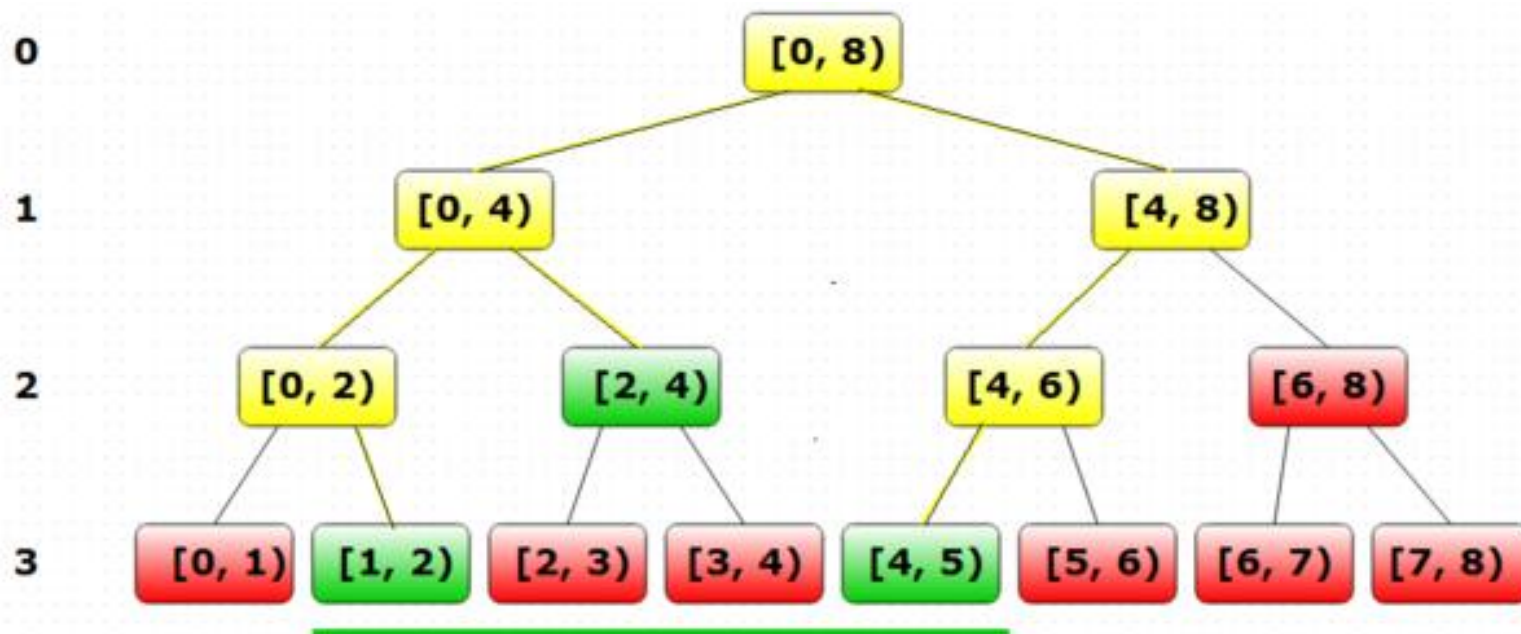 0 [0, 8)
1 [0, 4) [4, 8)
2 [0, 2) [2, 4) [4, 6) [6, 8)
3 [0, 1) [1, 2) [2, 3) [3, 4) [4, 5) [5, 6) [6, 7) [7, 8)